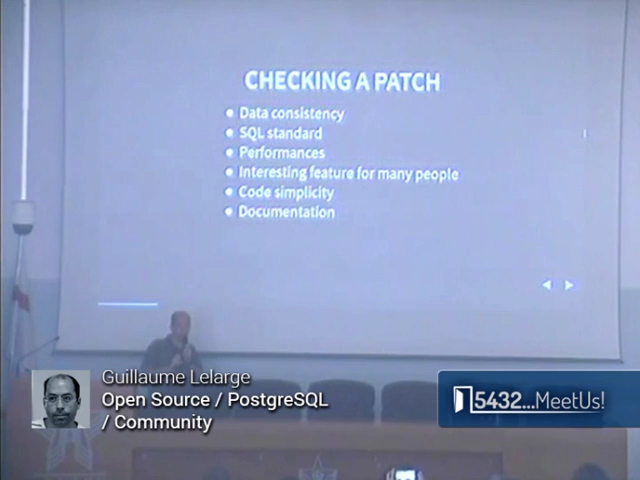 CHECKING A PATCH
Data consistency
SQL standard
Performances
Interesting feature for many people
Code simplicity
Documentation
Guillaume Lelarge
Open Source / PostgreSQL
/ Community
5432...MeetUs!